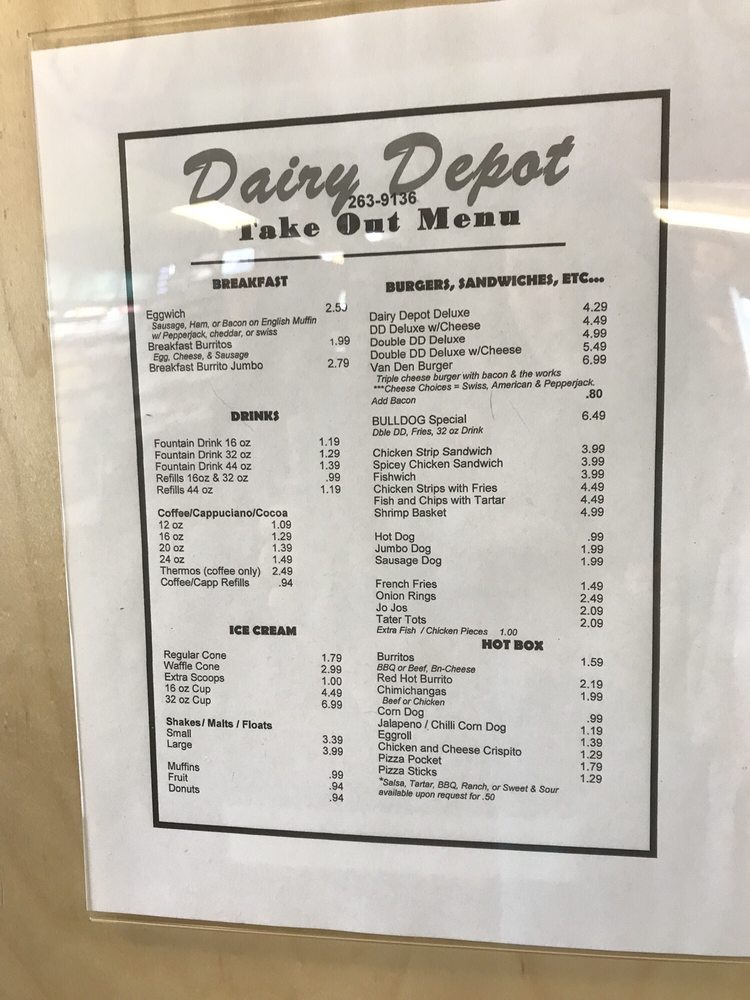 Dairy Depot
263-9136
Take Out Menu
BREAKFAST
Eggwich 2.50
Sausage, Ham, or Bacon on English Muffin
w/ Pepperjack, cheddar, or swiss
Breakfast Burritos 1.99
Egg, Cheese, & Sausage
Breakfast Burrito Jumbo 2.79
DRINKS
Fountain Drink 16 oz 1.19
Fountain Drink 32 oz 1.29
Fountain Drink 44 oz 1.39
Refills 16oz & 32 oz .99
Refills 44 oz 1.19
Coffee/Cappuciano/Cocoa
12 oz 1.09
16 oz 1.29
20 oz 1.39
24 oz 1.49
Thermos (coffee only) 2.49
Coffee/Capp Refills .94
ICE CREAM
Regular Cone 1.79
Waffle Cone 2.99
Extra Scoops 1.00
16 oz Cup 4.49
32 oz Cup 6.99
Shakes/ Malts / Floats
Small 3.39
Large 3.99
Muffins .99
Fruit .94
Donuts .94
BURGERS, SANDWICHES, ETC...
Dairy Depot Deluxe 4.29
DD Deluxe w/Cheese 4.49
Double DD Deluxe 4.99
Double DD Deluxe w/Cheese 5.49
Van Den Burger 6.99
Triple cheese burger with bacon & the works
***Cheese Choices = Swiss, American & Pepperjack.
Add Bacon .80
BULLDOG Special 6.49
Dble DD, Fries, 32 oz Drink
Chicken Strip Sandwich 3.99
Spicey Chicken Sandwich 3.99
Fishwich 3.99
Chicken Strips with Fries 4.49
Fish and Chips with Tartar 4.49
Shrimp Basket 4.99
Hot Dog .99
Jumbo Dog 1.99
Sausage Dog 1.99
French Fries 1.49
Onion Rings 2.49
Jo Jos 2.09
Tater Tots 2.09
Extra Fish / Chicken Pieces 1.00
HOT BOX
Burritos 1.59
BBQ or Beef, Bn-Cheese
Red Hot Burrito 2.19
Chimichangas 1.99
Beef or Chicken
Corn Dog .99
Jalapeno / Chilli Corn Dog 1.19
Eggroll 1.39
Chicken and Cheese Crispito 1.29
Pizza Pocket 1.79
Pizza Sticks 1.29
*Salsa, Tartar, BBQ, Ranch, or Sweet & Sour
available upon request for .50